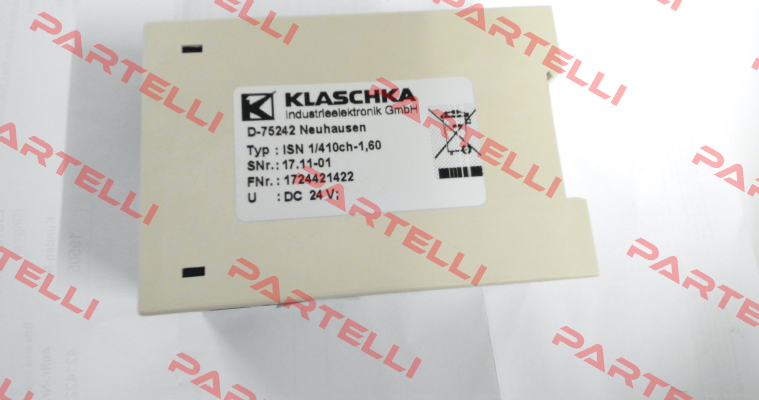 KLASCHKA
Industrieelektronik GmbH
D-75242 Neuhausen
Typ : ISN 1/410ch-1,60
SNr.: 17.11-01
FNr.: 1724421422
U : DC 24 V;
PARTELLI
PARTELLI
PARTELLI
PARTELLI
PARTELLI
PARTELLI
PARTELLI